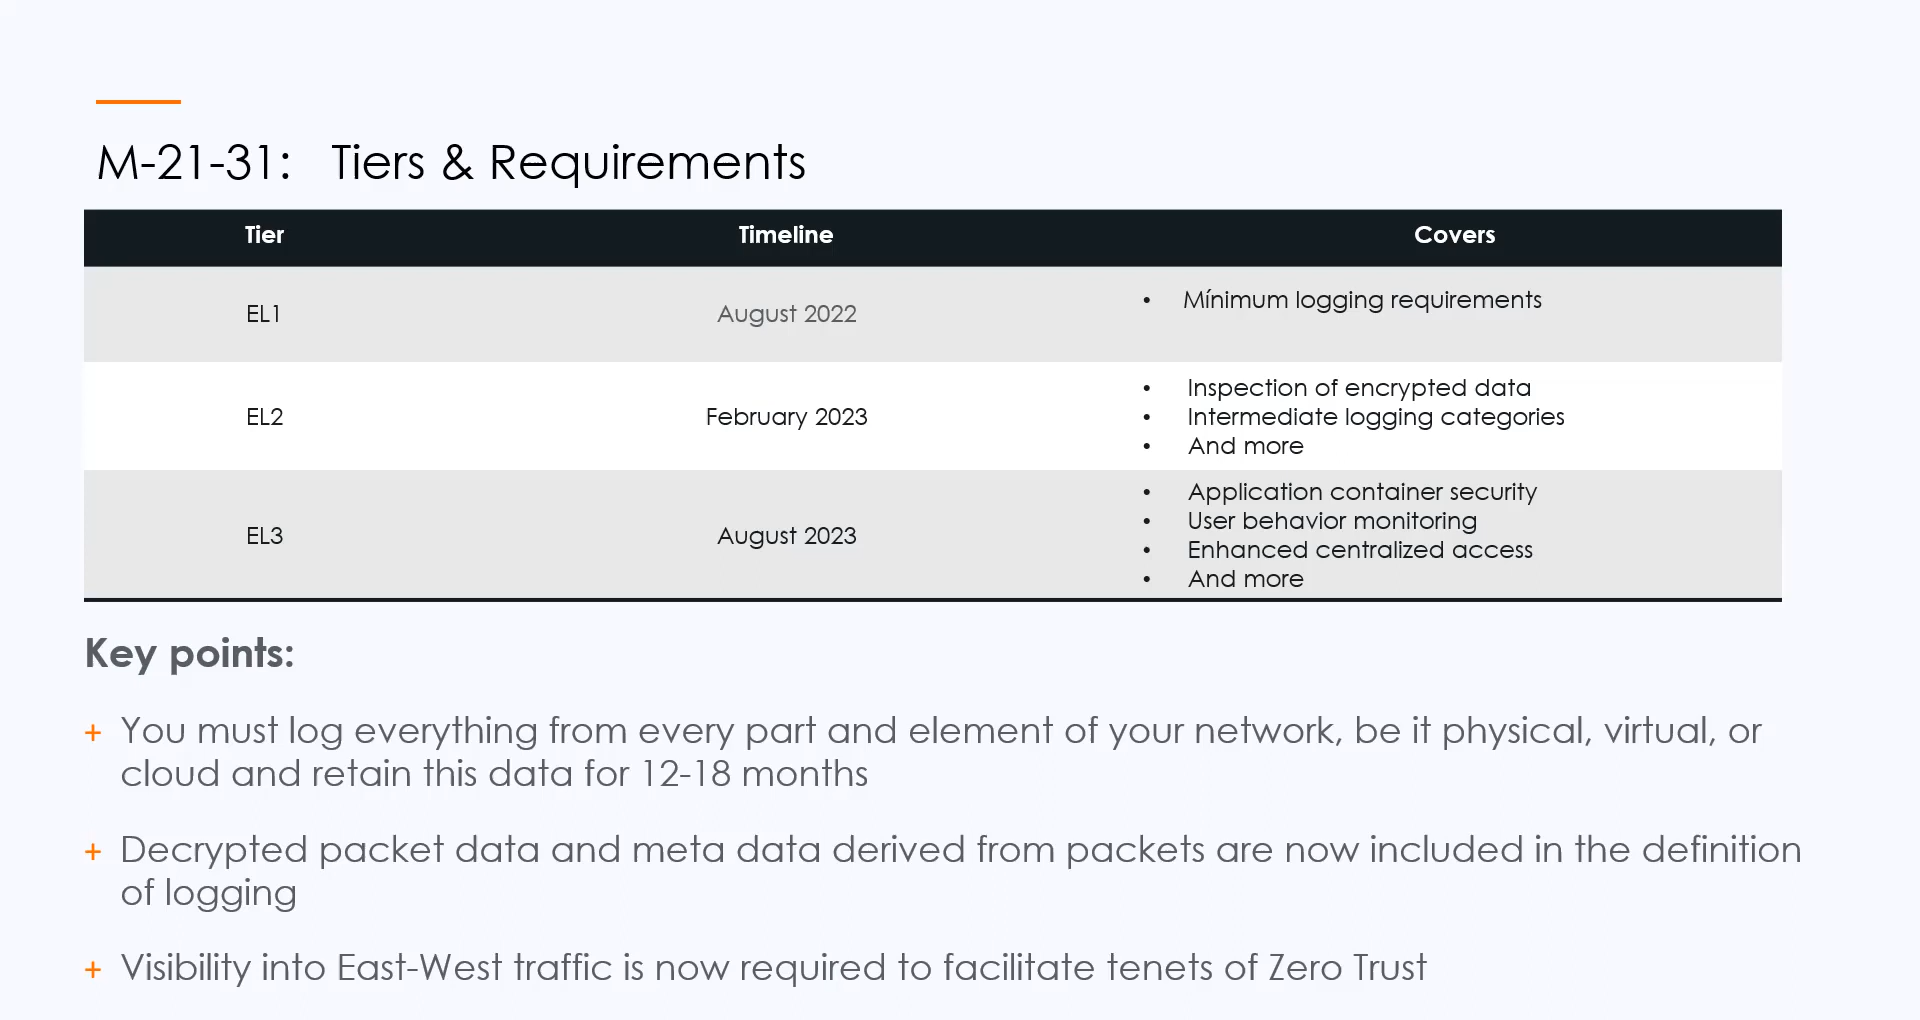 M-21-31: Tiers & Requirements
Tier Timeline Covers
EL1 August 2022 • Mínimum logging requirements
EL2 February 2023 • Inspection of encrypted data
• Intermediate logging categories
• And more
EL3 August 2023 • Application container security
• User behavior monitoring
• Enhanced centralized access
• And more
Key points:
+ You must log everything from every part and element of your network, be it physical, virtual, or
cloud and retain this data for 12-18 months
+ Decrypted packet data and meta data derived from packets are now included in the definition
of logging
+ Visibility into East-West traffic is now required to facilitate tenets of Zero Trust